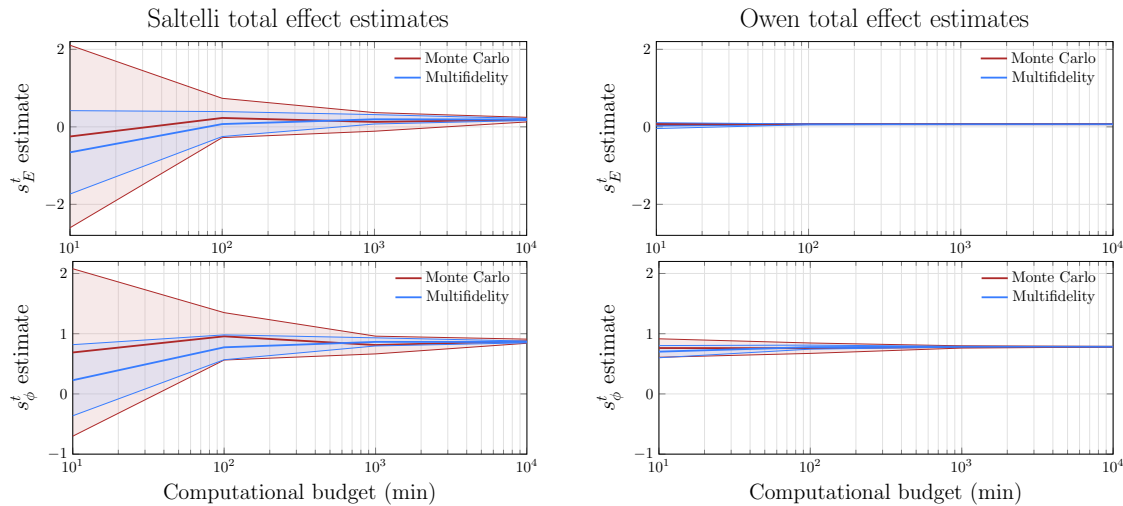 Saltelli total effect estimates
Owen total effect estimates
s_E^t estimate
2
0
−2
Monte Carlo
Multifidelity
10^1
10^2
10^3
10^4
s_E^t estimate
2
0
−2
Monte Carlo
Multifidelity
10^1
10^2
10^3
10^4
s_ϕ^t estimate
2
1
0
−1
Monte Carlo
Multifidelity
10^1
10^2
10^3
10^4
Computational budget (min)
s_ϕ^t estimate
2
1
0
−1
Monte Carlo
Multifidelity
10^1
10^2
10^3
10^4
Computational budget (min)